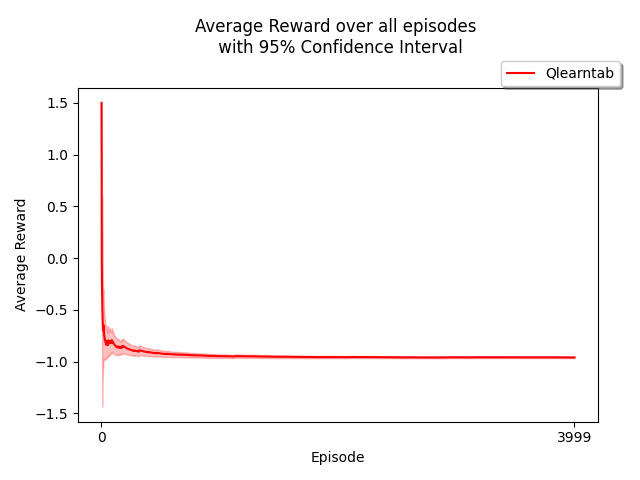 Average Reward over all episodes
with 95% Confidence Interval
Qlearntab
1.5
1.0
0.5
0.0
−0.5
−1.0
−1.5
Average Reward
0
3999
Episode